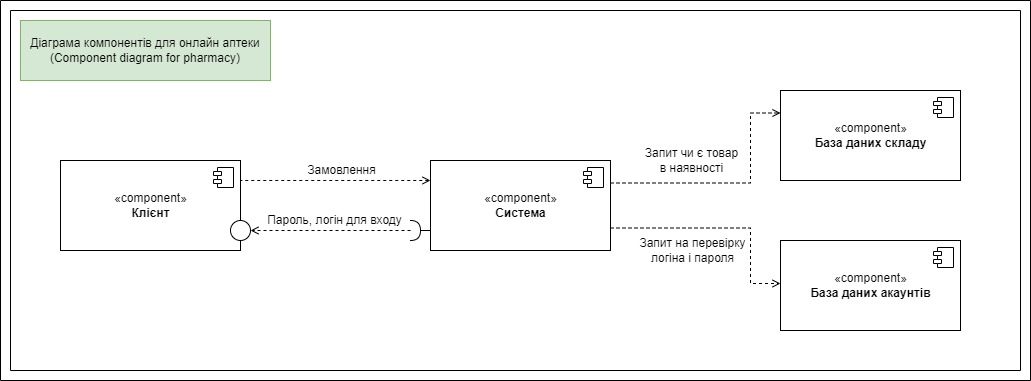 Діаграма компонентів для онлайн аптеки
(Component diagram for pharmacy)
«component»
Клієнт
Замовлення
Пароль, логін для входу
«component»
Система
Запит чи є товар
в наявності
Запит на перевірку
логіна і пароля
«component»
База даних складу
«component»
База даних акаунтів